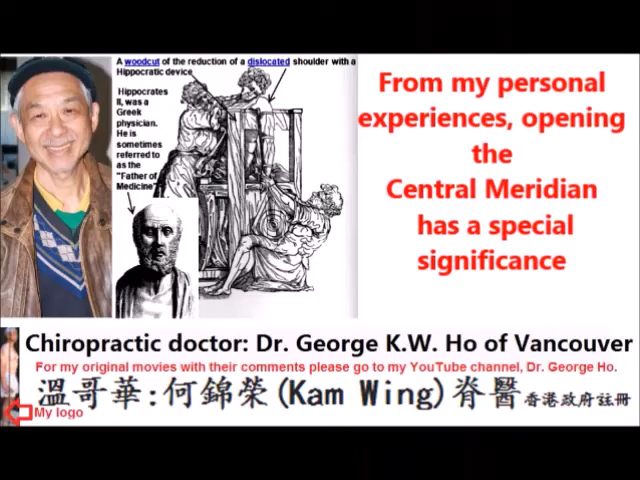 A woodcut of the reduction of a dislocated shoulder with a
Hippocratic device
Hippocrates
II, was a
Greek
physician.
He is
sometimes
referred to
as the
"Father of
Medicine"
From my personal
experiences, opening
the
Central Meridian
has a special
significance
Chiropractic doctor: Dr. George K.W. Ho of Vancouver
For my original movies with their comments please go to my YouTube channel, Dr. George Ho.
溫哥華:何錦榮(Kam Wing)脊醫香港政府註冊
My logo